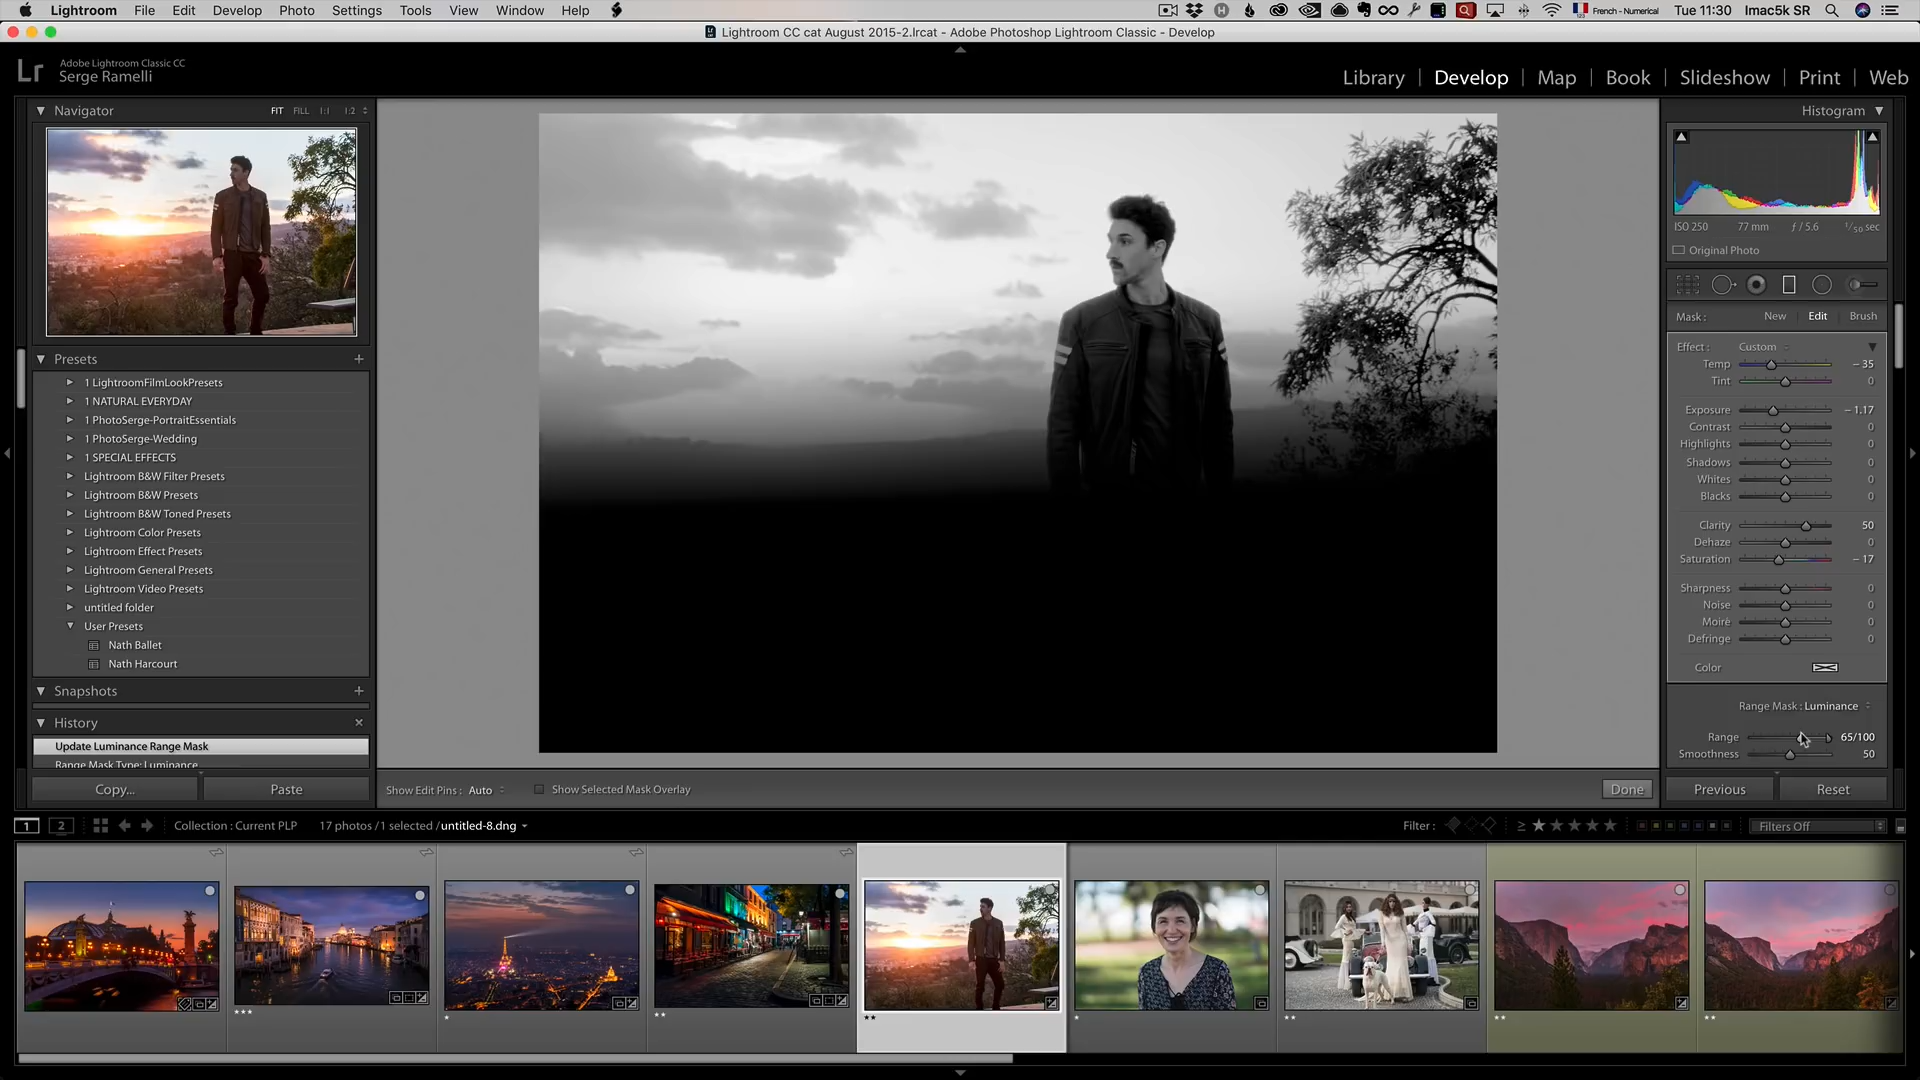 Lightroom File Edit Develop Photo Settings Tools View Window Help
French - Numerical Tue 11:30 Imac5k SR
Lightroom CC cat August 2015-2.lrcat - Adobe Photoshop Lightroom Classic - Develop
Lr Adobe Lightroom Classic CC
Serge Ramelli
Library | Develop | Map | Book | Slideshow | Print | Web
Navigator FIT FILL 1:1 1:2
Presets +
1 LightroomFilmLookPresets
1 NATURAL EVERYDAY
1 PhotoSerge-PortraitEssentials
1 PhotoSerge-Wedding
1 SPECIAL EFFECTS
Lightroom B&W Filter Presets
Lightroom B&W Presets
Lightroom B&W Toned Presets
Lightroom Color Presets
Lightroom Effect Presets
Lightroom General Presets
Lightroom Video Presets
untitled folder
User Presets
Nath Ballet
Nath Harcourt
Snapshots +
History ×
Update Luminance Range Mask
Range Mask Type: Luminance
Copy... Paste
Show Edit Pins : Auto Show Selected Mask Overlay Done
Histogram
ISO 250 77 mm ƒ / 5.6 1/50 sec
Original Photo
Mask : New Edit Brush
Effect : Custom
Temp – 35
Tint 0
Exposure – 1.17
Contrast 0
Highlights 0
Shadows 0
Whites 0
Blacks 0
Clarity 50
Dehaze 0
Saturation – 17
Sharpness 0
Noise 0
Moiré 0
Defringe 0
Color
Range Mask : Luminance
Range 65/100
Smoothness 50
Previous Reset
1 2 Collection : Current PLP 17 photos / 1 selected / untitled-8.dng Filter : ≥ Filters Off